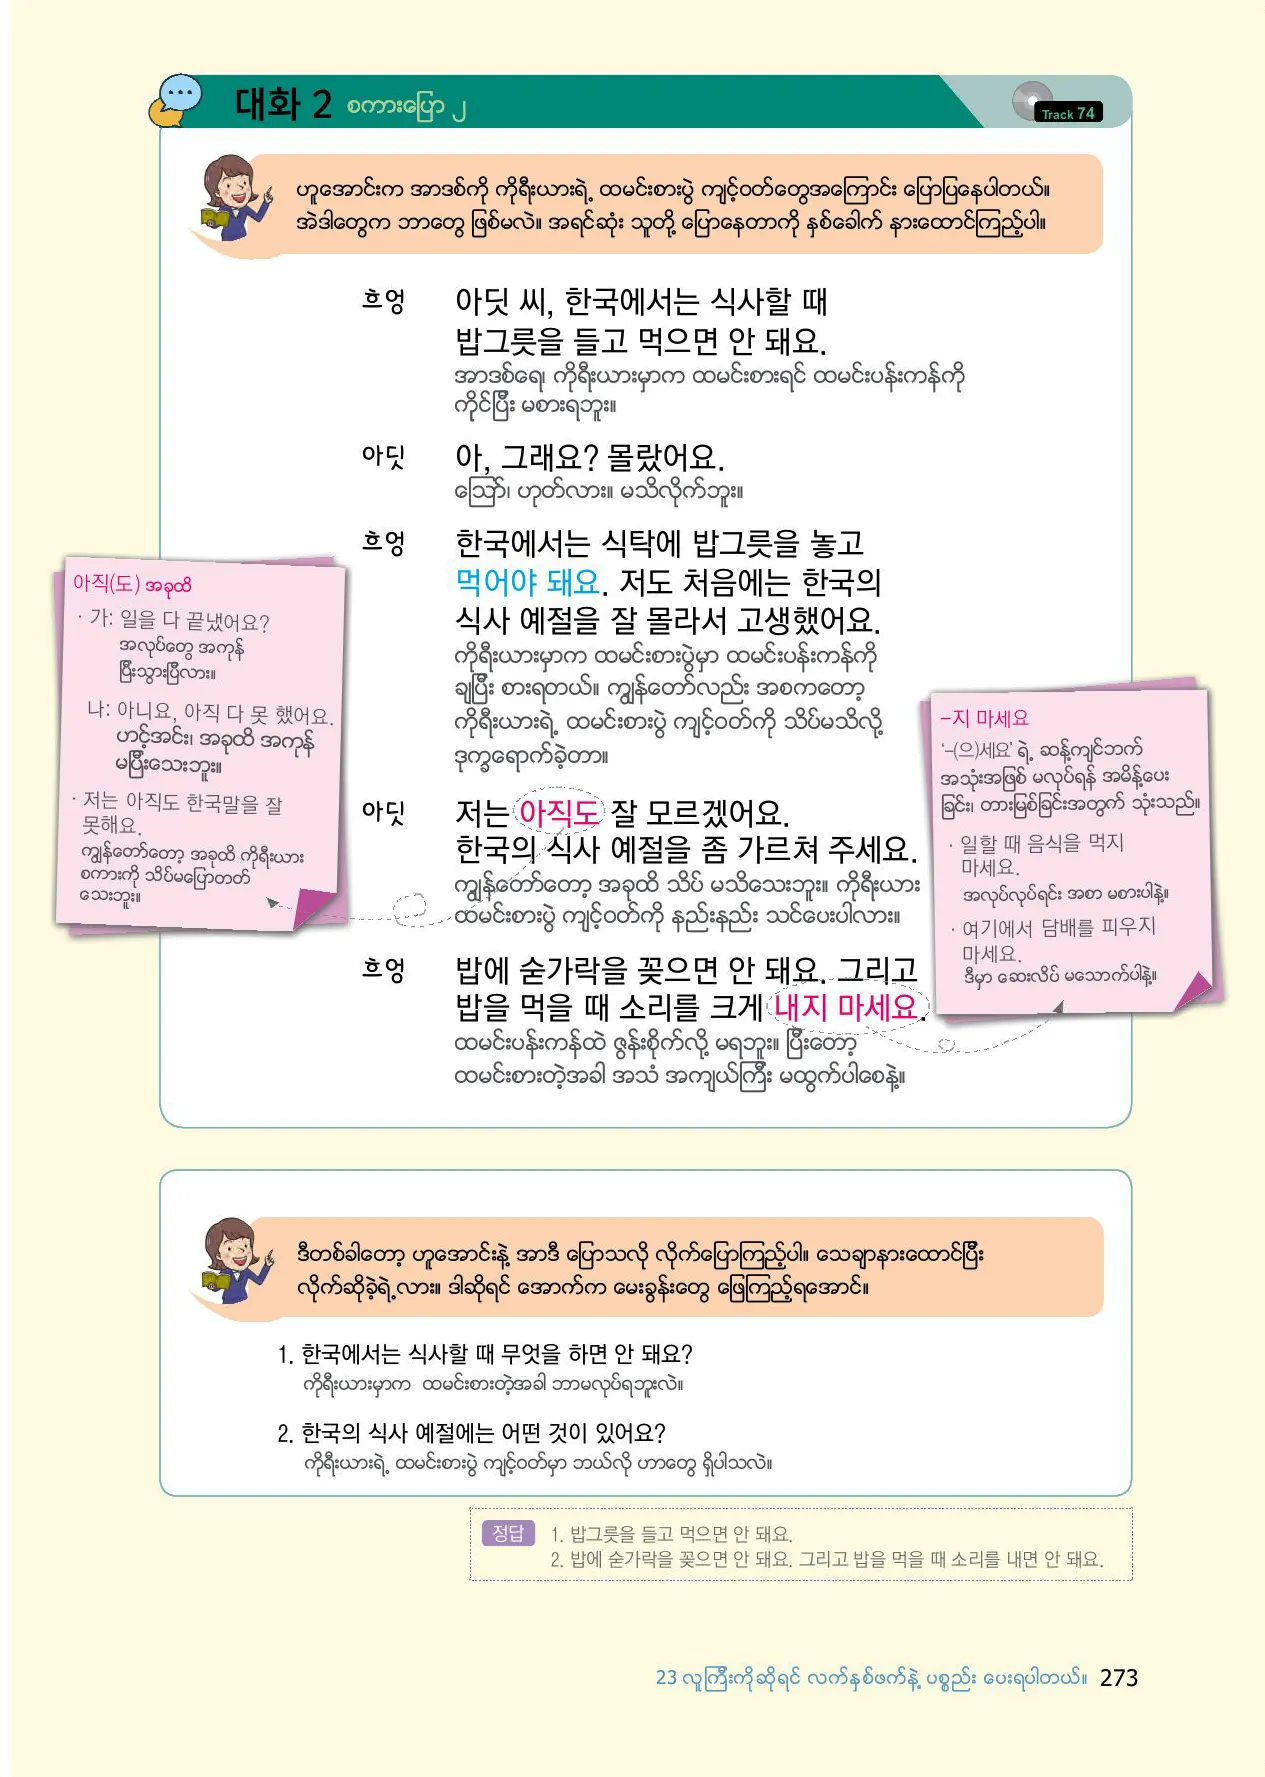 대화 2 စကားပြော ၂
Track 74
ဟူအောင်းက အာဒစ်ကို ကိုရီးယားရဲ့ ထမင်းစားပွဲ ကျင့်ဝတ်တွေအကြောင်း ပြောပြနေပါတယ်။
အဲဒါတွေက ဘာတွေ ဖြစ်မလဲ။ အရင်ဆုံး သူတို့ ပြောနေတာကို နှစ်ခေါက် နားထောင်ကြည့်ပါ။
흐엉 아딧 씨, 한국에서는 식사할 때
밥그릇을 들고 먹으면 안 돼요.
အာဒစ်ရေ၊ ကိုရီးယားမှာက ထမင်းစားရင် ထမင်းပန်းကန်ကို
ကိုင်ပြီး မစားရဘူး။
아딧 아, 그래요? 몰랐어요.
သြော်၊ ဟုတ်လား။ မသိလိုက်ဘူး။
흐엉 한국에서는 식탁에 밥그릇을 놓고
먹어야 돼요. 저도 처음에는 한국의
식사 예절을 잘 몰라서 고생했어요.
ကိုရီးယားမှာက ထမင်းစားပွဲမှာ ထမင်းပန်းကန်ကို
ချပြီး စားရတယ်။ ကျွန်တော်လည်း အစကတော့
ကိုရီးယားရဲ့ ထမင်းစားပွဲ ကျင့်ဝတ်ကို သိပ်မသိလို့
ဒုက္ခရောက်ခဲ့တာ။
아딧 저는 아직도 잘 모르겠어요.
한국의 식사 예절을 좀 가르쳐 주세요.
ကျွန်တော်တော့ အခုထိ သိပ် မသိသေးဘူး။ ကိုရီးယား
ထမင်းစားပွဲ ကျင့်ဝတ်ကို နည်းနည်း သင်ပေးပါလား။
흐엉 밥에 숟가락을 꽂으면 안 돼요. 그리고
밥을 먹을 때 소리를 크게 내지 마세요.
ထမင်းပန်းကန်ထဲ ဇွန်းစိုက်လို့ မရဘူး။ ပြီးတော့
ထမင်းစားတဲ့အခါ အသံ အကျယ်ကြီး မထွက်ပါစေနဲ့။
아직(도) အခုထိ
· 가: 일을 다 끝냈어요?
အလုပ်တွေ အကုန်
ပြီးသွားပြီလား။
나: 아니요, 아직 다 못 했어요.
ဟင့်အင်း၊ အခုထိ အကုန်
မပြီးသေးဘူး။
· 저는 아직도 한국말을 잘
못해요.
ကျွန်တော်တော့ အခုထိ ကိုရီးယား
စကားကို သိပ်မပြောတတ်
သေးဘူး။
-지 마세요
‘-(으)세요’ ရဲ့ ဆန့်ကျင်ဘက်
အသုံးအဖြစ် မလုပ်ရန် အမိန့်ပေး
ခြင်း၊ တားမြစ်ခြင်းအတွက် သုံးသည်။
· 일할 때 음식을 먹지
마세요.
အလုပ်လုပ်ရင်း အစာ မစားပါနဲ့။
· 여기에서 담배를 피우지
마세요.
ဒီမှာ ဆေးလိပ် မသောက်ပါနဲ့။
ဒီတစ်ခါတော့ ဟူအောင်းနဲ့ အာဒီ ပြောသလို လိုက်ပြောကြည့်ပါ။ သေချာနားထောင်ပြီး
လိုက်ဆိုခဲ့ရဲ့လား။ ဒါဆိုရင် အောက်က မေးခွန်းတွေ ဖြေကြည့်ရအောင်။
1. 한국에서는 식사할 때 무엇을 하면 안 돼요?
ကိုရီးယားမှာက ထမင်းစားတဲ့အခါ ဘာမလုပ်ရဘူးလဲ။
2. 한국의 식사 예절에는 어떤 것이 있어요?
ကိုရီးယားရဲ့ ထမင်းစားပွဲ ကျင့်ဝတ်မှာ ဘယ်လို ဟာတွေ ရှိပါသလဲ။
정답 1. 밥그릇을 들고 먹으면 안 돼요.
2. 밥에 숟가락을 꽂으면 안 돼요. 그리고 밥을 먹을 때 소리를 내면 안 돼요.
23 လူကြီးကိုဆိုရင် လက်နှစ်ဖက်နဲ့ ပစ္စည်း ပေးရပါတယ်။ 273